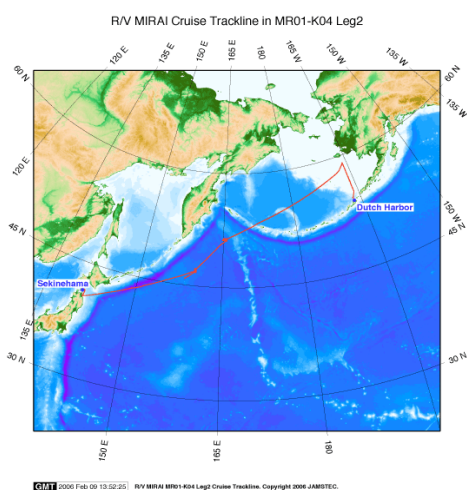 R/V MIRAI Cruise Trackline in MR01-K04 Leg2
120 E
135 E
150 E
165 E
180
165 W
150 W
135 W
60 N
60 N
135 W
120 E
150 W
45 N
45 N
Dutch Harbor
Sekinehama
135 E
30 N
30 N
150 E
165 E
180
GMT 2006 Feb 09 13:52:25 R/V MIRAI MR01-K04 Leg2 Cruise Trackline. Copyright 2006 JAMSTEC.